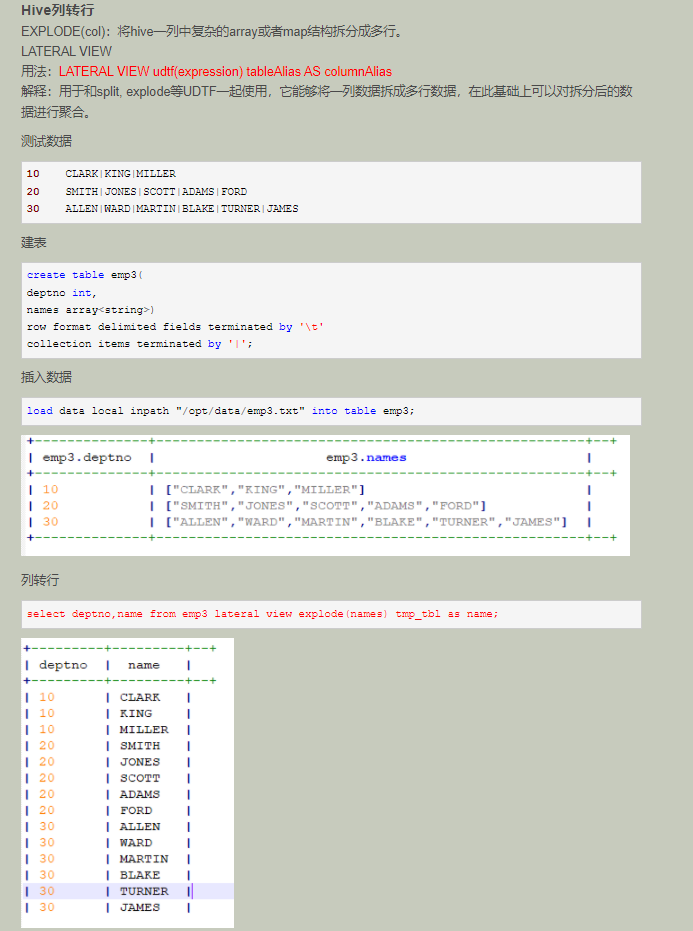 Hive列转行
EXPLODE(col)：将hive一列中复杂的array或者map结构拆分成多行。
LATERAL VIEW
用法：LATERAL VIEW udtf(expression) tableAlias AS columnAlias
解释：用于和split, explode等UDTF一起使用，它能够将一列数据拆成多行数据，在此基础上可以对拆分后的数
据进行聚合。
测试数据
10 CLARK|KING|MILLER
20 SMITH|JONES|SCOTT|ADAMS|FORD
30 ALLEN|WARD|MARTIN|BLAKE|TURNER|JAMES
建表
create table emp3(
deptno int,
names array<string>)
row format delimited fields terminated by '\t'
collection items terminated by '|';
插入数据
load data local inpath "/opt/data/emp3.txt" into table emp3;
+--------------+------------------------------------------------------+--+
| emp3.deptno | emp3.names |
+--------------+------------------------------------------------------+--+
| 10 | ["CLARK","KING","MILLER"] |
| 20 | ["SMITH","JONES","SCOTT","ADAMS","FORD"] |
| 30 | ["ALLEN","WARD","MARTIN","BLAKE","TURNER","JAMES"] |
+--------------+------------------------------------------------------+--+
列转行
select deptno,name from emp3 lateral view explode(names) tmp_tbl as name;
+---------+---------+--+
| deptno | name |
+---------+---------+--+
| 10 | CLARK |
| 10 | KING |
| 10 | MILLER |
| 20 | SMITH |
| 20 | JONES |
| 20 | SCOTT |
| 20 | ADAMS |
| 20 | FORD |
| 30 | ALLEN |
| 30 | WARD |
| 30 | MARTIN |
| 30 | BLAKE |
| 30 | TURNER |
| 30 | JAMES |